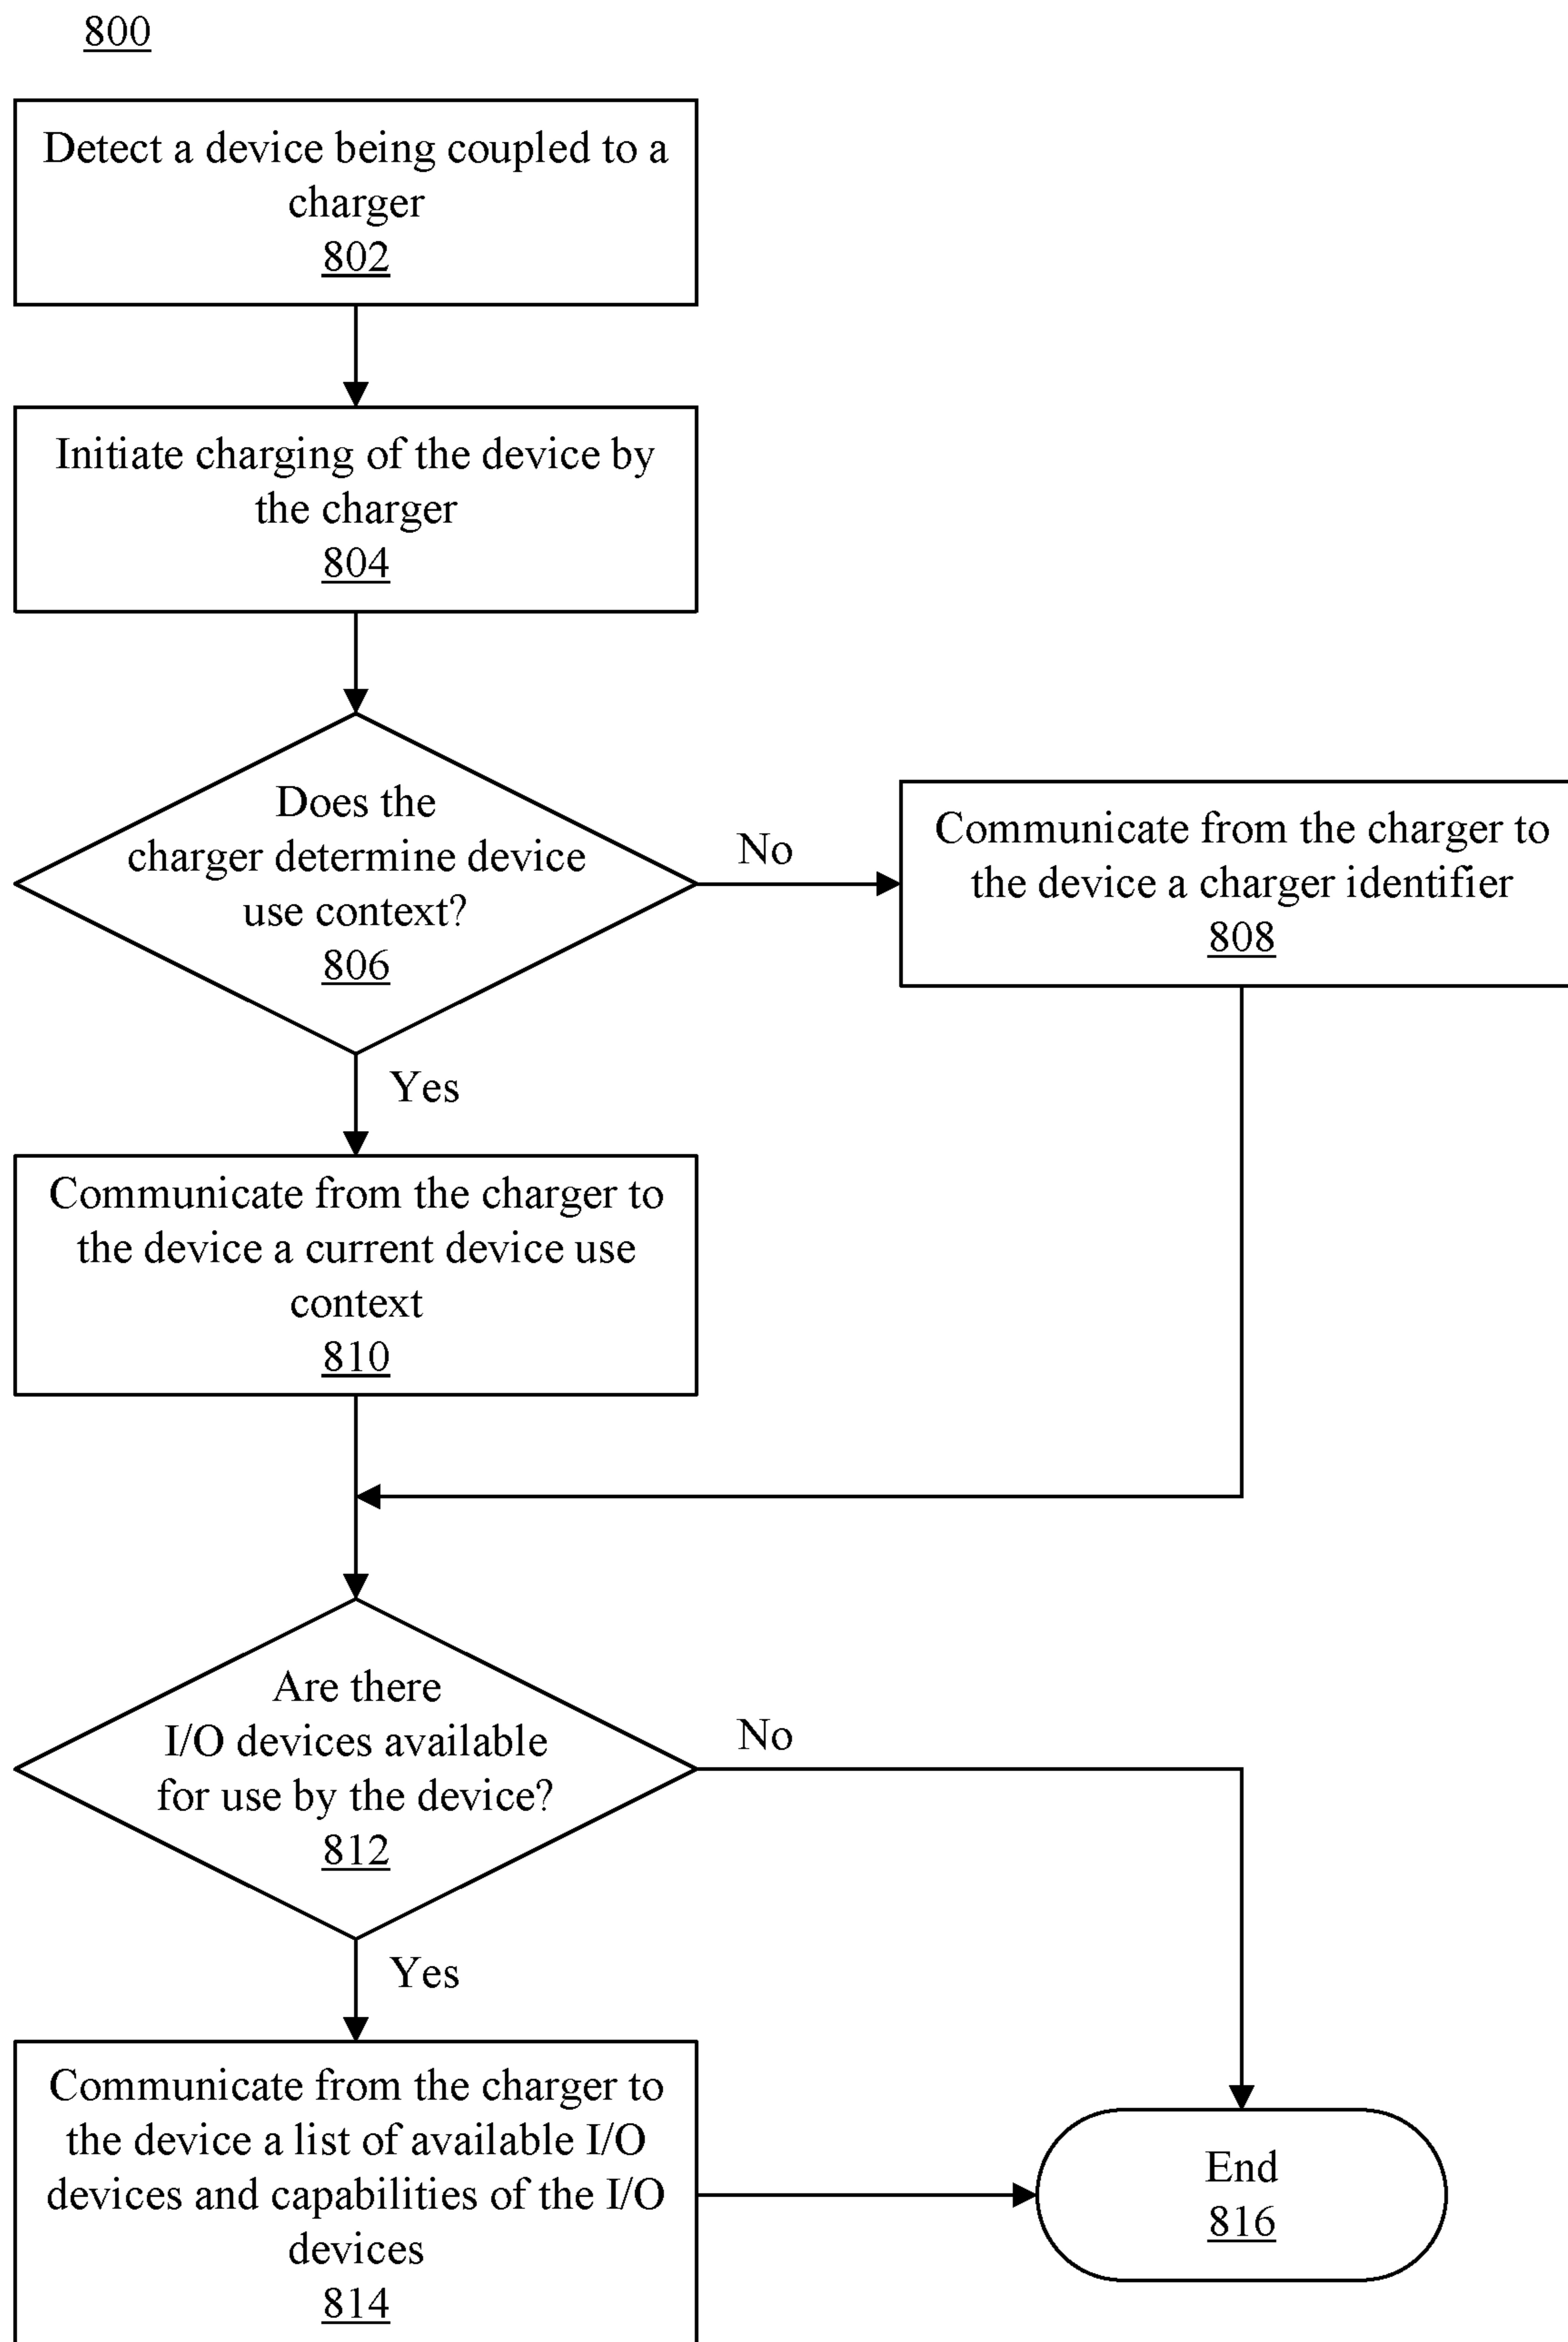 800
Detect a device being coupled to a
charger
802
Initiate charging of the device by
the charger
804
Does the
charger determine device
use context?
806
No
Communicate from the charger to
the device a charger identifier
808
Yes
Communicate from the charger to
the device a current device use
context
810
Are there
I/O devices available
for use by the device?
812
No
Yes
Communicate from the charger to
the device a list of available I/O
devices and capabilities of the I/O
devices
814
End
816